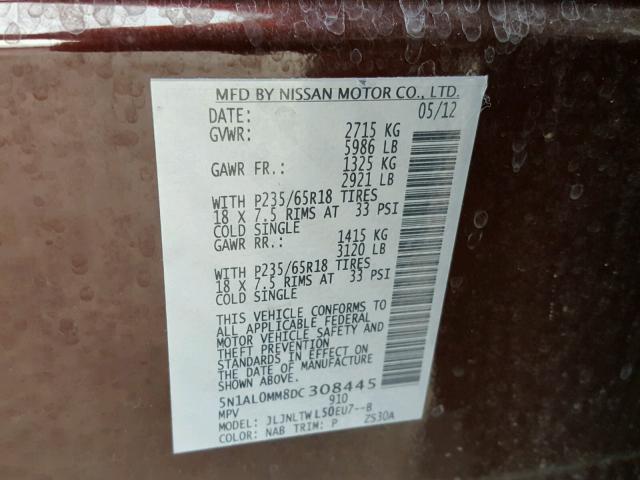 MFD BY NISSAN MOTOR CO., LTD.
DATE: 05/12
GVWR: 2715 KG
5986 LB
GAWR FR.: 1325 KG
2921 LB
WITH P235/65R18 TIRES
18 X 7.5 RIMS AT 33 PSI
COLD SINGLE
GAWR RR.: 1415 KG
3120 LB
WITH P235/65R18 TIRES
18 X 7.5 RIMS AT 33 PSI
COLD SINGLE
THIS VEHICLE CONFORMS TO
ALL APPLICABLE FEDERAL
MOTOR VEHICLE SAFETY AND
THEFT PREVENTION
STANDARDS IN EFFECT ON
THE DATE OF MANUFACTURE
SHOWN ABOVE.
5N1AL0MM8DC308445
MPV 910
MODEL: JLJNLTWL50EU7--B
COLOR: NAB TRIM: P ZS30A